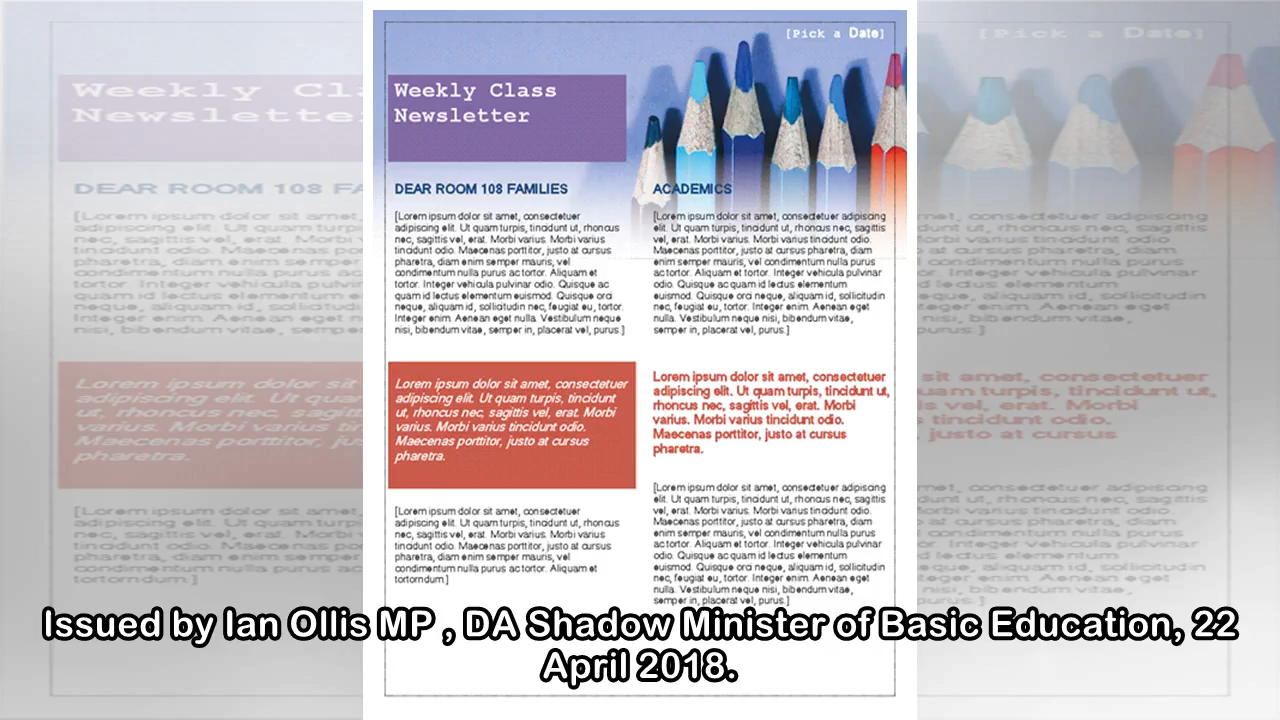 [Pick a Date]
Weekly Class
Newsletter
DEAR ROOM 108 FAMILIES
[Lorem ipsum dolor sit amet, consectetuer
adipiscing elit. Ut quam turpis, tincidunt ut, rhoncus
nec, sagittis vel, erat. Morbi varius. Morbi varius
tincidunt odio. Maecenas porttitor, justo at cursus
pharetra, diam enim semper mauris, vel
condimentum nulla purus ac tortor. Aliquam et
tortor. Integer vehicula pulvinar odio. Quisque ac
quam id lectus elementum euismod. Quisque orci
neque, aliquam id, sollicitudin nec, feugiat eu, tortor.
Integer enim. Aenean eget nulla. Vestibulum neque
nisi, bibendum vitae, semper in, placerat vel, purus.]
Lorem ipsum dolor sit amet, consectetuer
adipiscing elit. Ut quam turpis, tincidunt
ut, rhoncus nec, sagittis vel, erat. Morbi
varius. Morbi varius tincidunt odio.
Maecenas porttitor, justo at cursus
pharetra.
[Lorem ipsum dolor sit amet, consectetuer
adipiscing elit. Ut quam turpis, tincidunt ut, rhoncus
nec, sagittis vel, erat. Morbi varius. Morbi varius
tincidunt odio. Maecenas porttitor, justo at cursus
pharetra, diam enim semper mauris, vel
condimentum nulla purus ac tortor. Aliquam et
tortorndum.]
ACADEMICS
[Lorem ipsum dolor sit amet, consectetuer adipiscing
elit. Ut quam turpis, tincidunt ut, rhoncus nec, sagittis
vel, erat. Morbi varius. Morbi varius tincidunt odio.
Maecenas porttitor, justo at cursus pharetra, diam
enim semper mauris, vel condimentum nulla purus
ac tortor. Aliquam et tortor. Integer vehicula pulvinar
odio. Quisque ac quam id lectus elementum
euismod. Quisque orci neque, aliquam id, sollicitudin
nec, feugiat eu, tortor. Integer enim. Aenean eget
nulla. Vestibulum neque nisi, bibendum vitae,
semper in, placerat vel, purus.]
Lorem ipsum dolor sit amet, consectetuer
adipiscing elit. Ut quam turpis, tincidunt ut,
rhoncus nec, sagittis vel, erat. Morbi
varius. Morbi varius tincidunt odio.
Maecenas porttitor, justo at cursus
pharetra.
[Lorem ipsum dolor sit amet, consectetuer adipiscing
elit. Ut quam turpis, tincidunt ut, rhoncus nec, sagittis
vel, erat. Morbi varius. Morbi varius tincidunt odio.
Maecenas porttitor, justo at cursus pharetra, diam
enim semper mauris, vel condimentum nulla purus
ac tortor. Aliquam et tortor. Integer vehicula pulvinar
odio. Quisque ac quam id lectus elementum
euismod. Quisque orci neque, aliquam id, sollicitudin
nec, feugiat eu, tortor. Integer enim. Aenean eget
nulla. Vestibulum neque nisi, bibendum vitae,
semper in, placerat vel, purus.]
Issued by Ian Ollis MP , DA Shadow Minister of Basic Education, 22
April 2018.